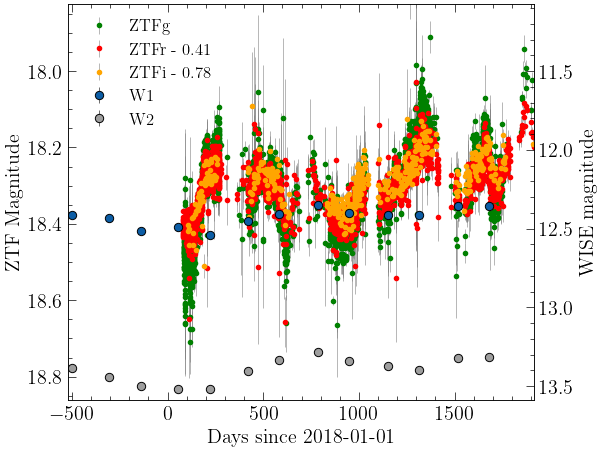 ZTFg
ZTFr - 0.41
ZTFi - 0.78
W1
W2
18.0
18.2
18.4
18.6
18.8
ZTF Magnitude
11.5
12.0
12.5
13.0
13.5
WISE magnitude
−500 0 500 1000 1500
Days since 2018-01-01